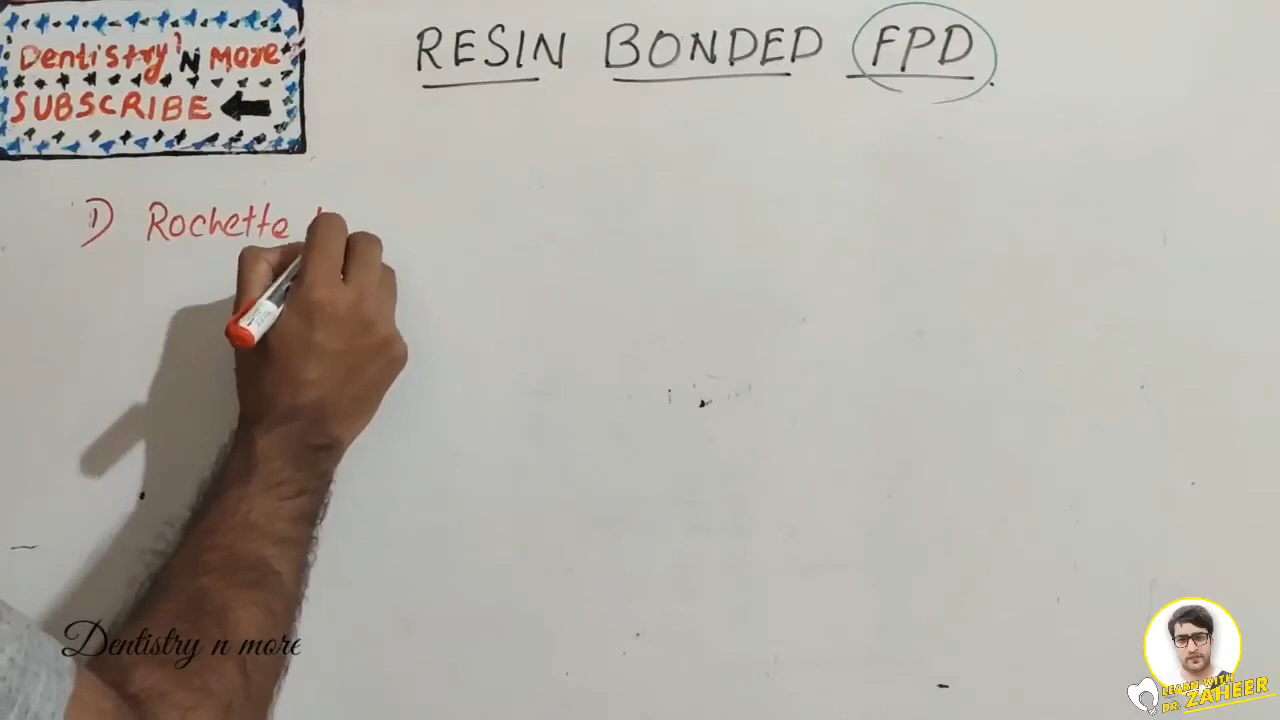 Dentistry'N More
SUBSCRIBE
RESIN BONDED FPD
1) Rochette
Dentistry n more
LEARN WITH
DR. ZAHEER